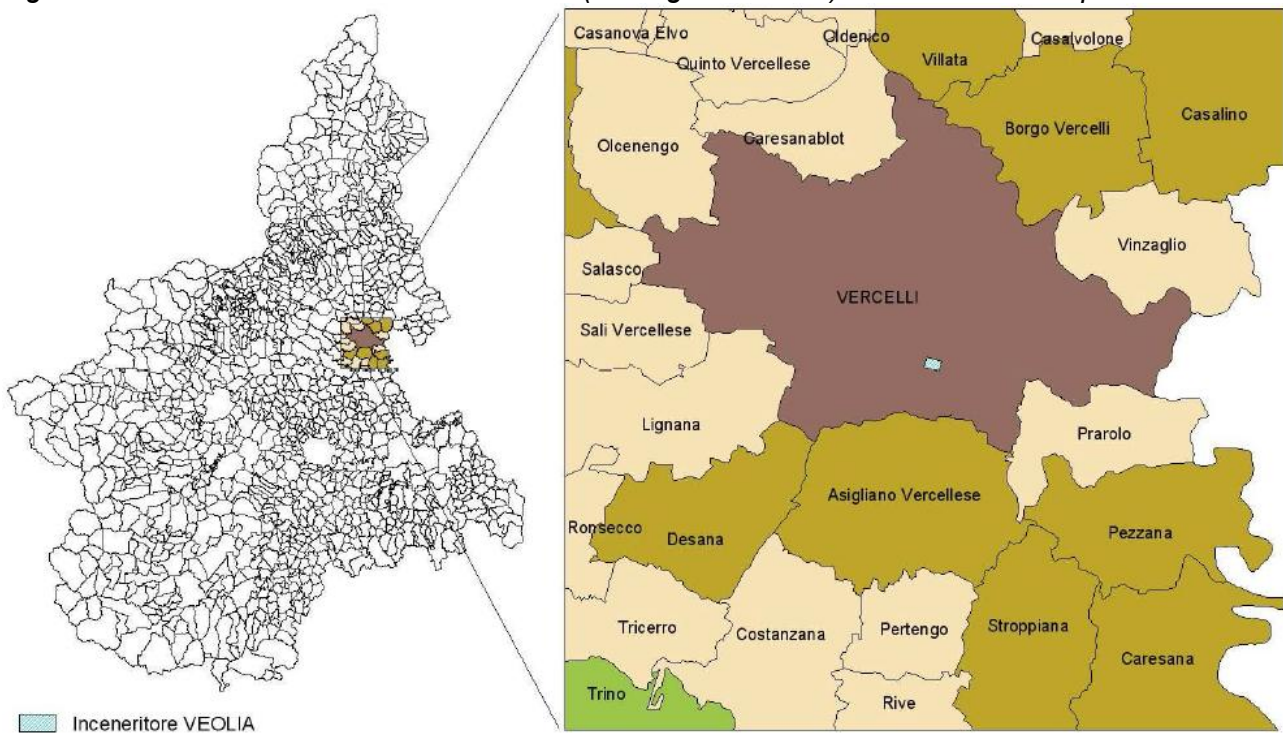 Casanova Elvo
Oldenico
Casalvolone
Quinto Vercellese
Villata
Casalino
Borgo Vercelli
Olcenengo
Caresanablot
Vinzaglio
Salasco
VERCELLI
Sali Vercellese
Lignana
Prarolo
Asigliano Vercellese
Ronsecco
Desana
Pezzana
Tricerro
Costanzana
Pertengo
Stroppiana
Caresana
Trino
Rive
Inceneritore VEOLIA